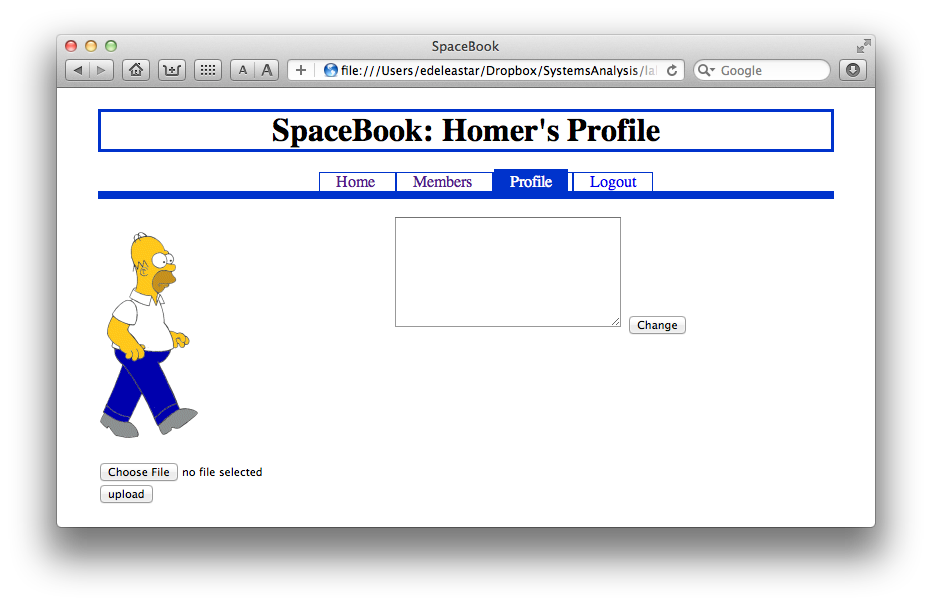 SpaceBook
A A
+ file:///Users/edeleastar/Dropbox/SystemsAnalysis/la
Google
SpaceBook: Homer's Profile
Home Members Profile Logout
Change
Choose File no file selected
upload